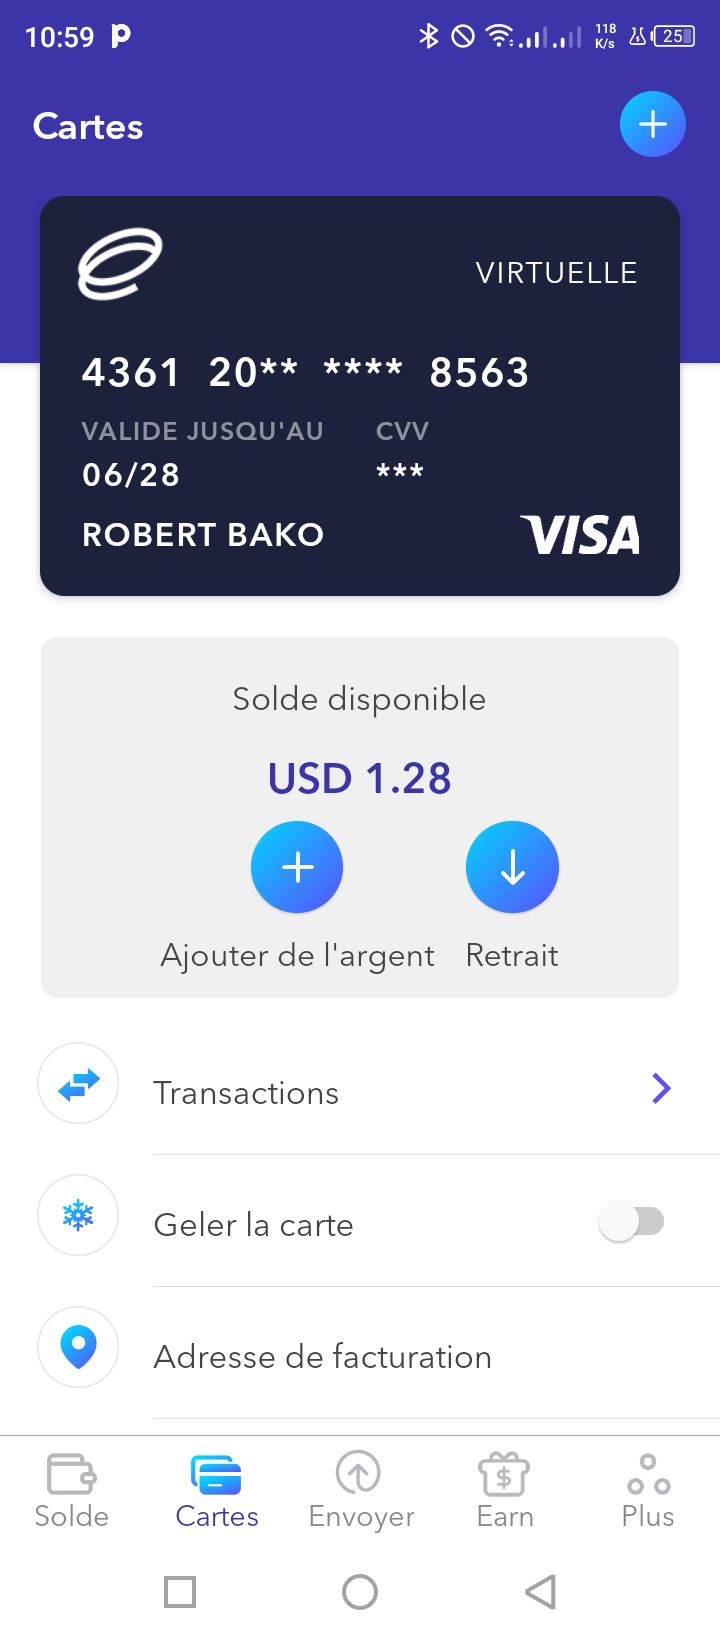 10:59
118
K/s
25
Cartes
VIRTUELLE
4361 20** **** 8563
VALIDE JUSQU'AU CVV
06/28 ***
ROBERT BAKO
VISA
Solde disponible
USD 1.28
Ajouter de l'argent Retrait
Transactions
Geler la carte
Adresse de facturation
Solde Cartes Envoyer Earn Plus